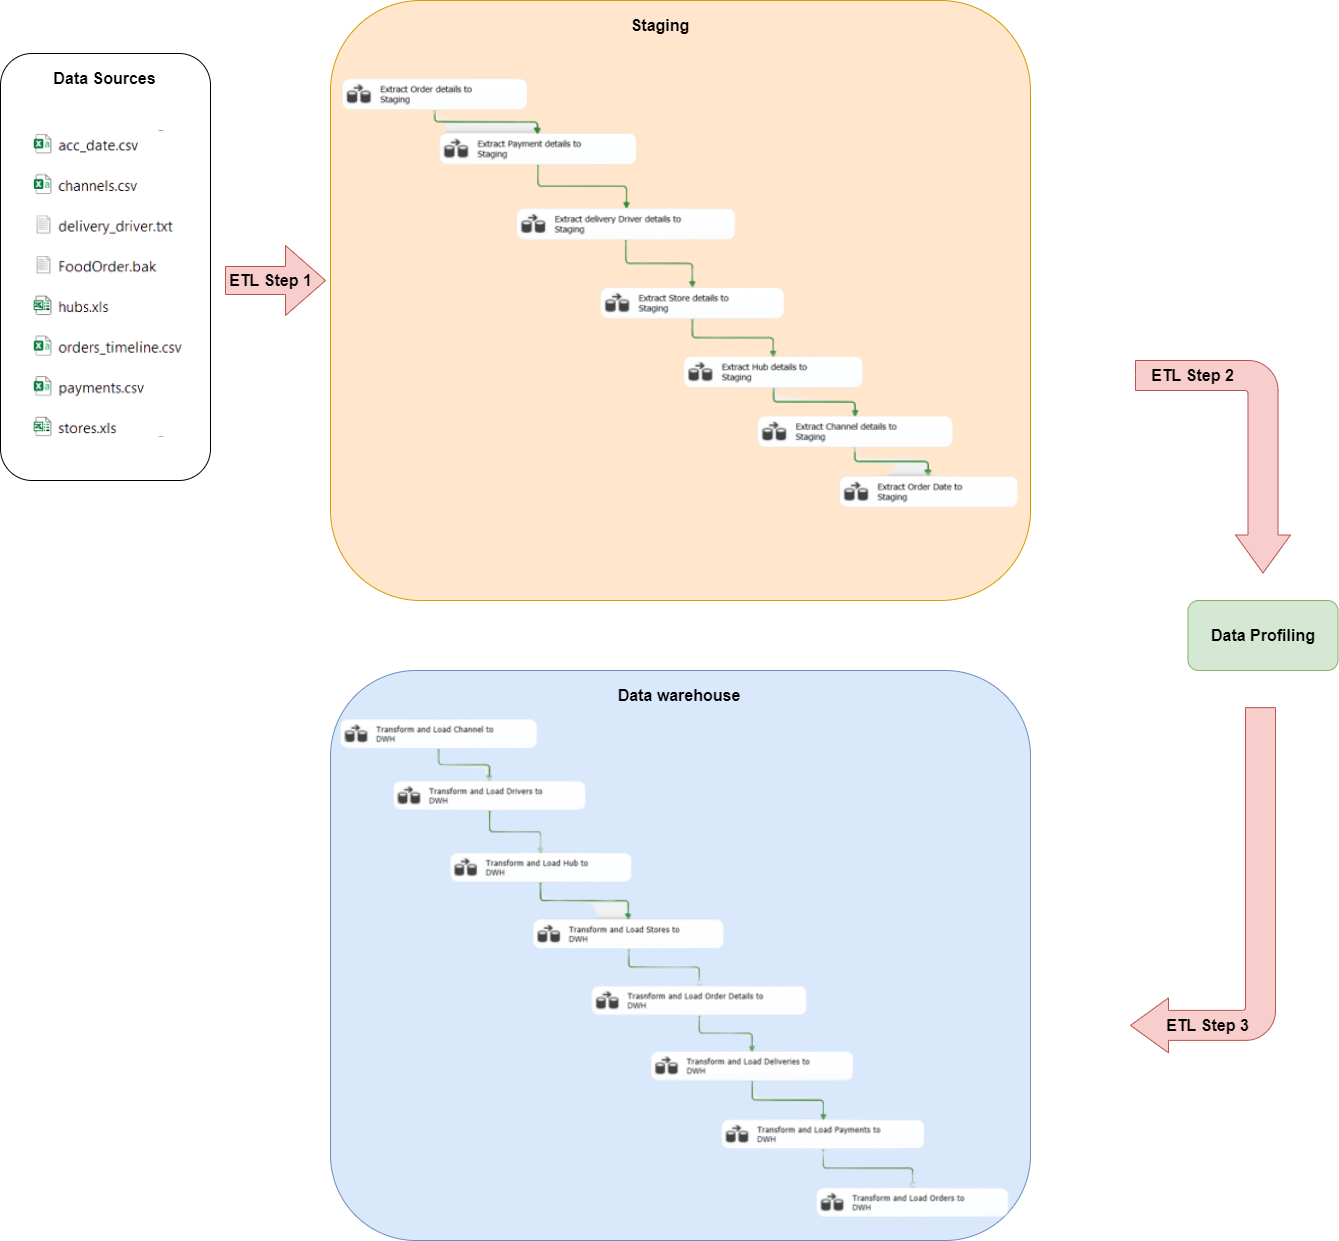 Staging
Data Sources
acc_date.csv
channels.csv
delivery_driver.txt
FoodOrder.bak
hubs.xls
orders_timeline.csv
payments.csv
stores.xls
ETL Step 1
Extract Order details to
Staging
Extract Payment details to
Staging
Extract delivery Driver details to
Staging
Extract Store details to
Staging
Extract Hub details to
Staging
Extract Channel details to
Staging
Extract Order Date to
Staging
ETL Step 2
Data Profiling
ETL Step 3
Data warehouse
Transform and Load Channel to
DWH
Transform and Load Drivers to
DWH
Transform and Load Hub to
DWH
Transform and Load Stores to
DWH
Trasnform and Load Order Details to
DWH
Transform and Load Deliveries to
DWH
Transform and Load Payments to
DWH
Transform and Load Orders to
DWH